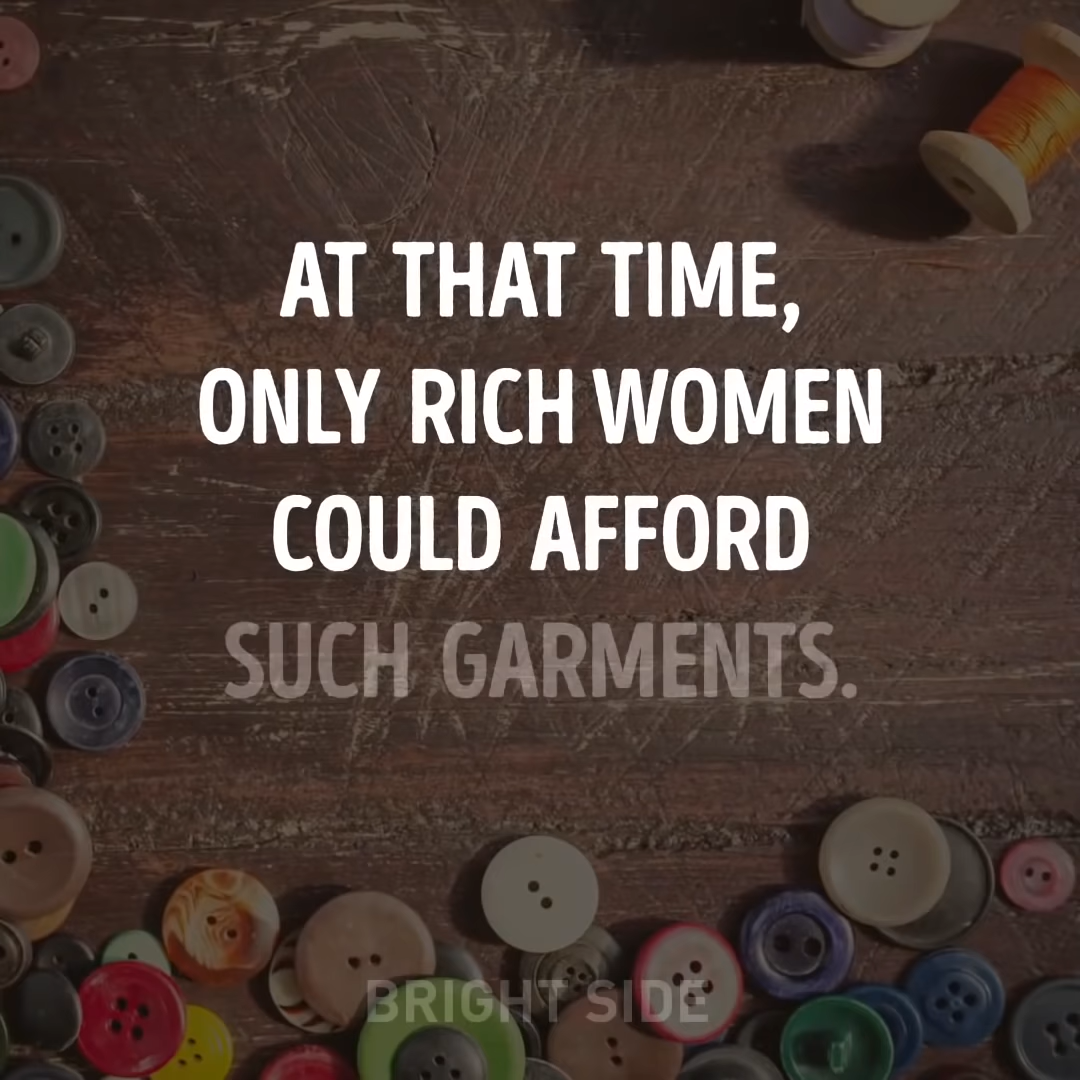 AT THAT TIME,
ONLY RICH WOMEN
COULD AFFORD
SUCH GARMENTS.
BRIGHT SIDE